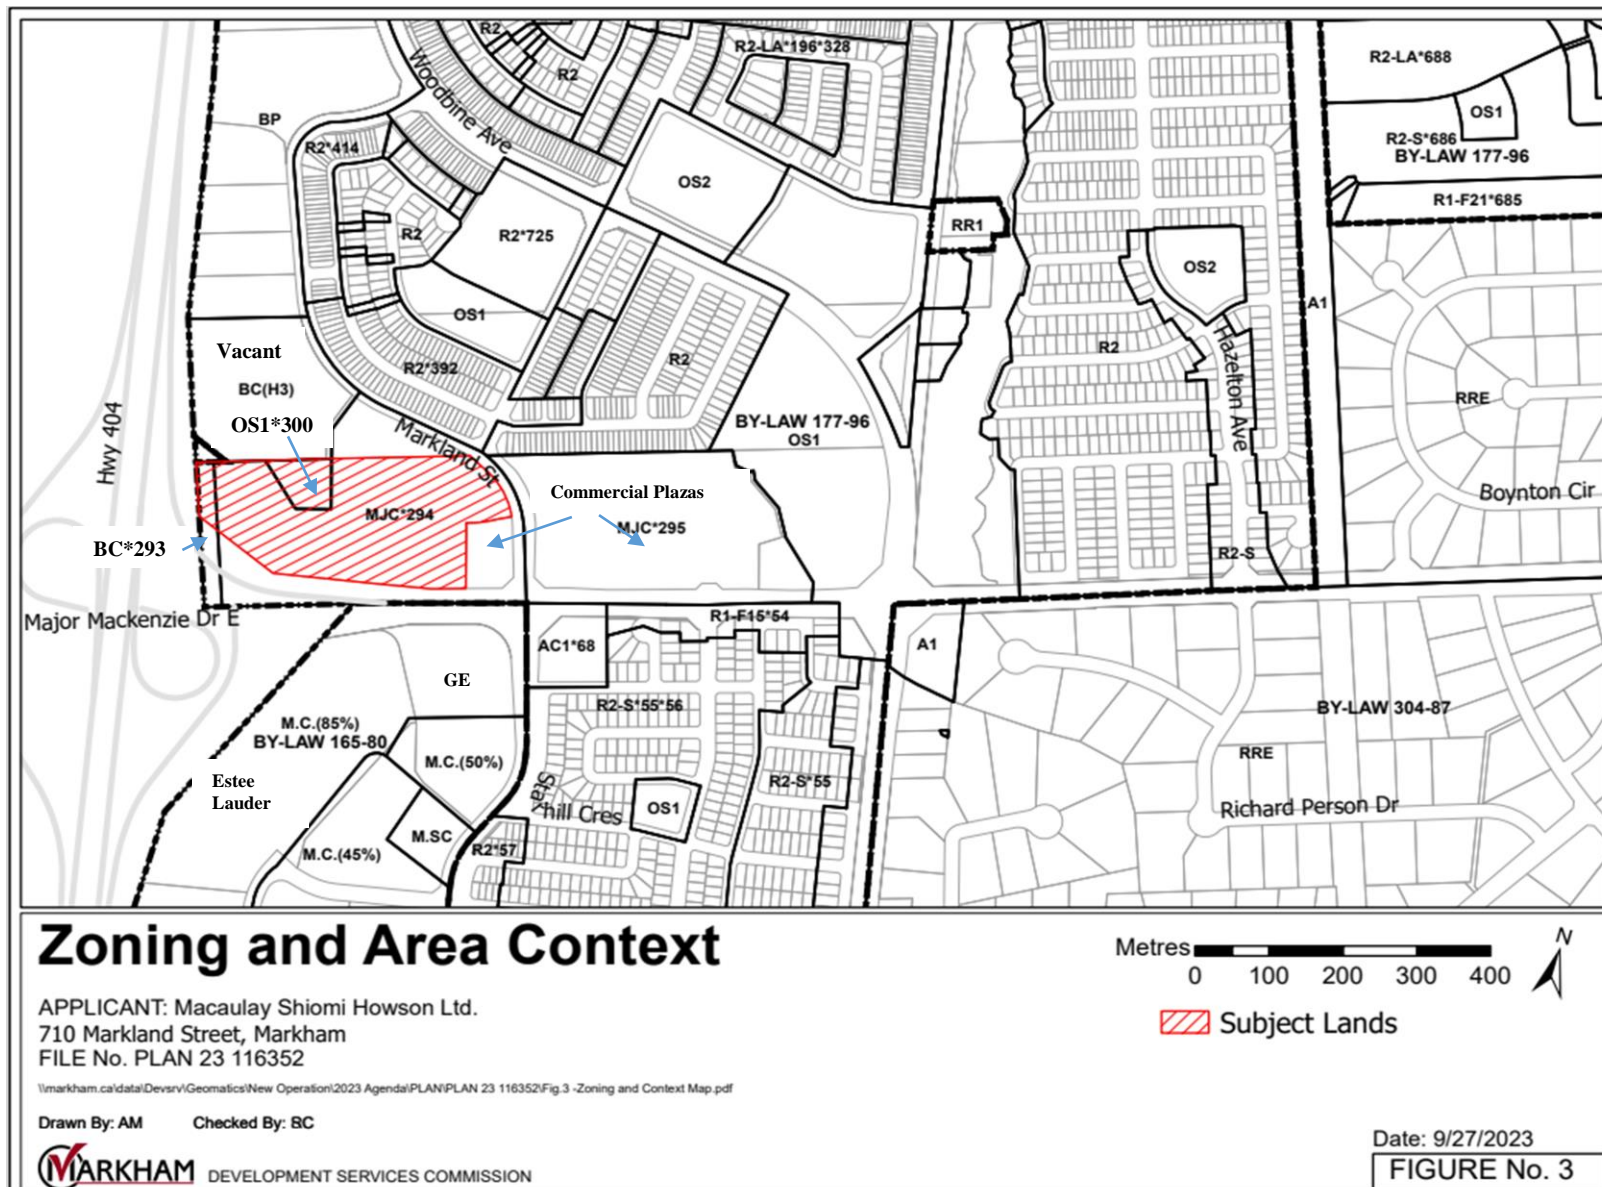 R2
R2-LA*196*328
R2-LA*688
R2
Woodbine Ave
OS1
BP
R2*414
R2-S*686
BY-LAW 177-96
OS2
R1-F21*685
RR1
R2
R2*725
OS2
A1
OS1
Hazelton Ave
Vacant
R2
R2
R2*392
BC(H3)
RRE
Hwy 404
OS1*300
Markland St
BY-LAW 177-96
OS1
Commercial Plazas
Boynton Cir
MJC*294
MJC*295
BC*293
R2-S
Major Mackenzie Dr E
R1-F15*54
AC1*68
A1
GE
R2-S*55*56
BY-LAW 304-87
M.C.(85%)
BY-LAW 165-80
RRE
M.C.(50%)
Estee
Lauder
R2-S*55
Stak
hill Cres
OS1
Richard Person Dr
M.SC
M.C.(45%)
R2*57
Zoning and Area Context
APPLICANT: Macaulay Shiomi Howson Ltd.
710 Markland Street, Markham
FILE No. PLAN 23 116352
\\markham.ca\data\Devsrv\Geomatics\New Operation\2023 Agenda\PLAN\PLAN 23 116352\Fig.3 -Zoning and Context Map.pdf
Drawn By: AM Checked By: RC
MARKHAM DEVELOPMENT SERVICES COMMISSION
Metres
0 100 200 300 400
N
Subject Lands
Date: 9/27/2023
FIGURE No. 3